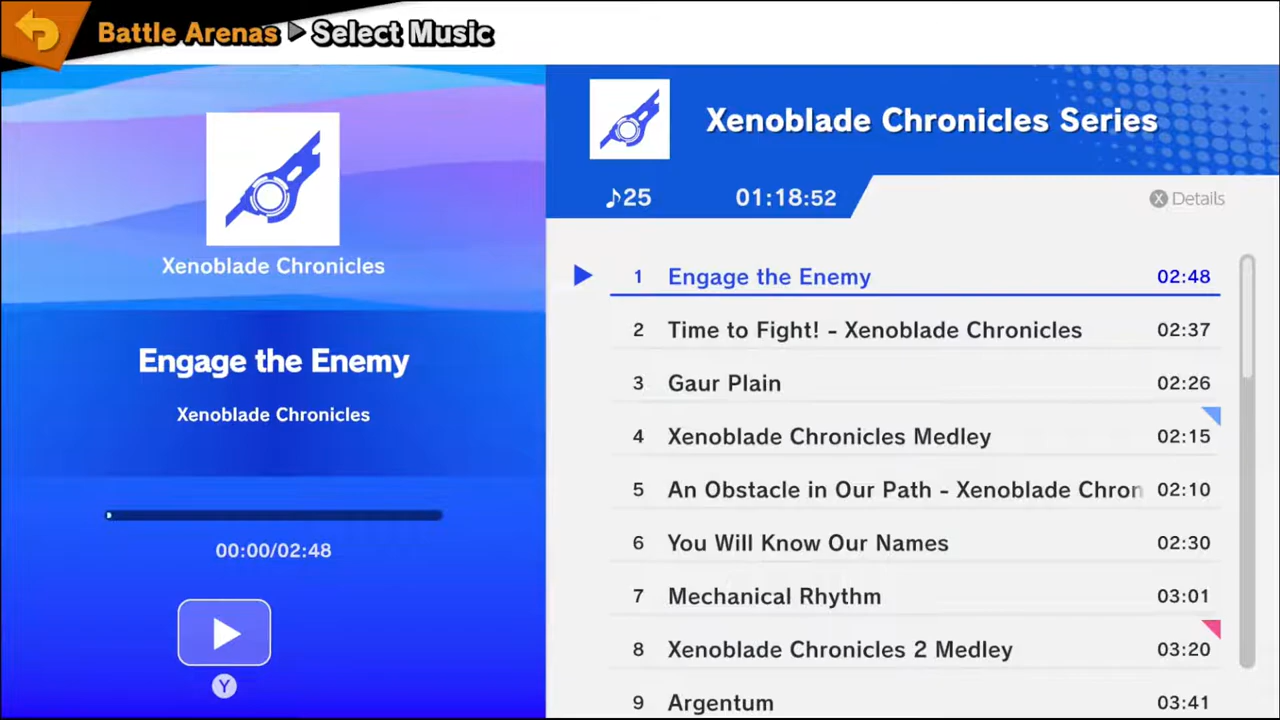 Battle Arenas ▶ Select Music
Xenoblade Chronicles
Engage the Enemy
Xenoblade Chronicles
00:00/02:48
Y
Xenoblade Chronicles Series
♪25 01:18:52
X Details
1 Engage the Enemy 02:48
2 Time to Fight! - Xenoblade Chronicles 02:37
3 Gaur Plain 02:26
4 Xenoblade Chronicles Medley 02:15
5 An Obstacle in Our Path - Xenoblade Chron 02:10
6 You Will Know Our Names 02:30
7 Mechanical Rhythm 03:01
8 Xenoblade Chronicles 2 Medley 03:20
9 Argentum 03:41